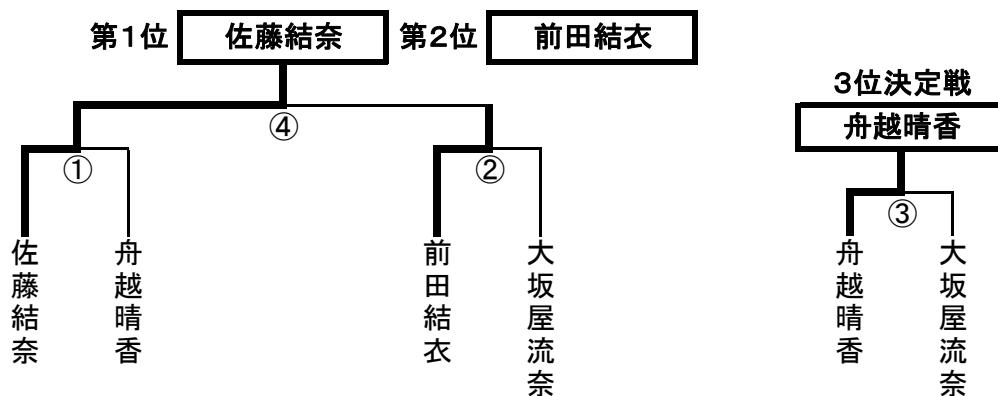 第1位 佐藤結奈 第2位 前田結衣
3位決定戦
舟越晴香
④
① ② ③
佐藤結奈
舟越晴香
前田結衣
大坂屋流奈
舟越晴香
大坂屋流奈